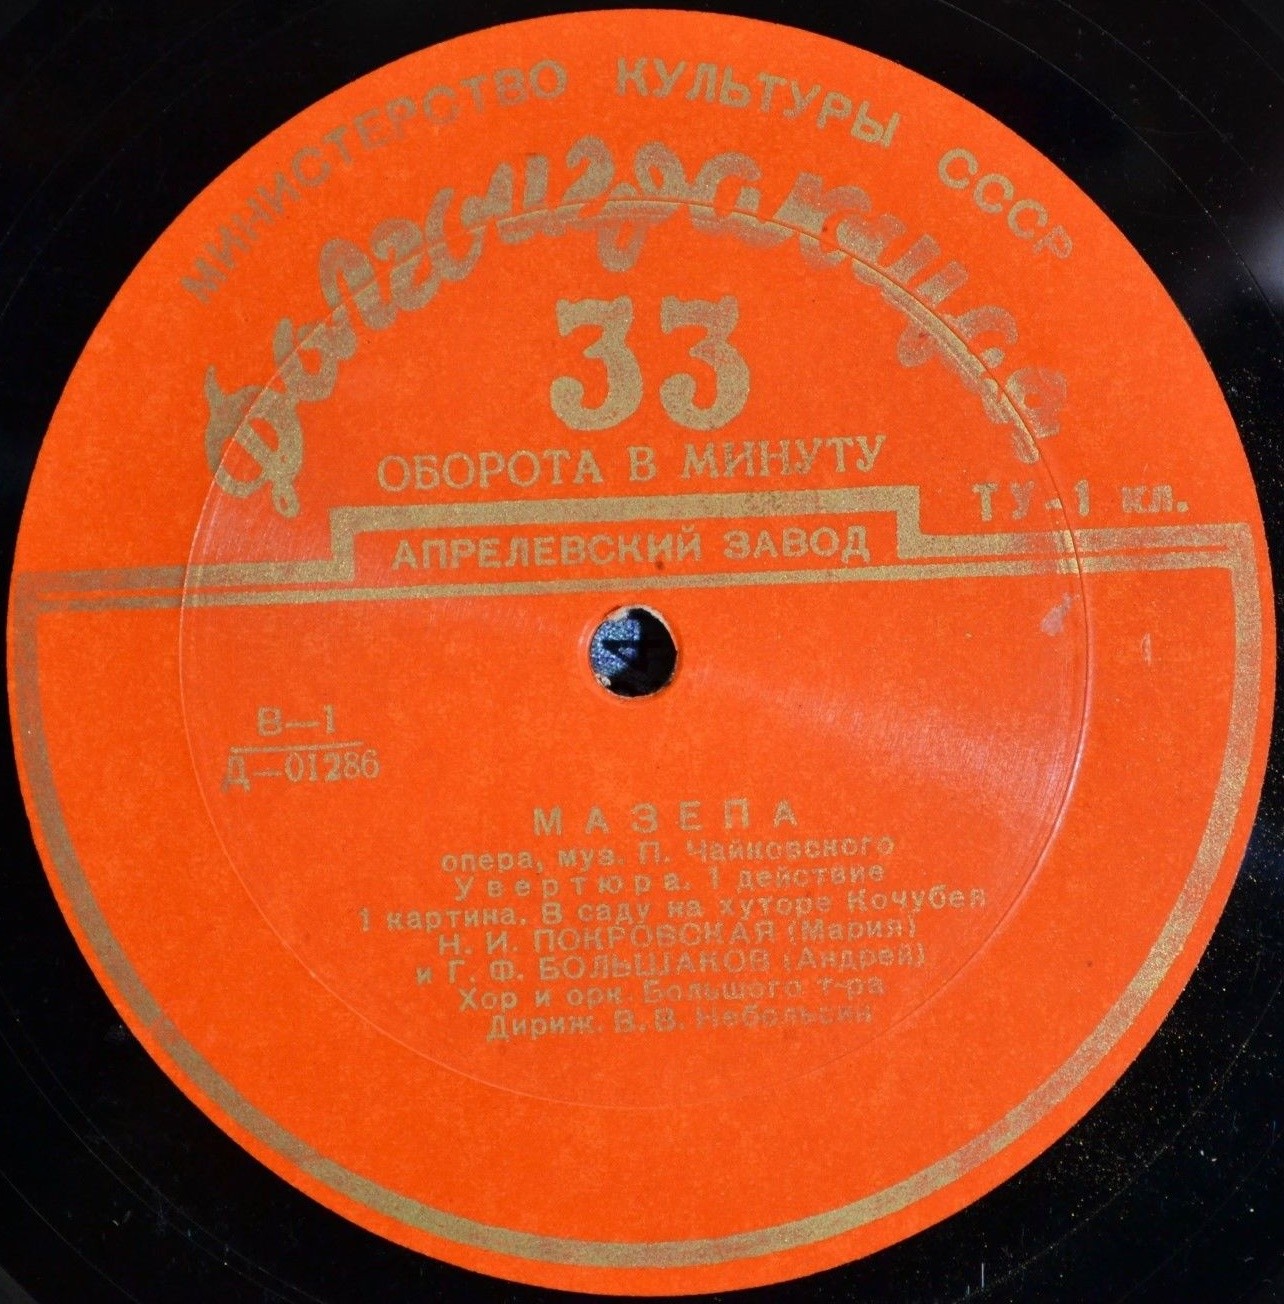 МИНИСТЕРСТВО КУЛЬТУРЫ СССР
Долгоиграющая
33
ОБОРОТА В МИНУТУ
ТУ-1 кл.
АПРЕЛЕВСКИЙ ЗАВОД
В—1
Д—01286
МАЗЕПА
опера, муз. П. Чайковского
Увертюра. 1 действие
1 картина. В саду на хуторе Кочубея
Н. И. ПОКРОВСКАЯ (Мария)
и Г. Ф. БОЛЬШАКОВ (Андрей)
Хор и орк. Большого т-ра
Дириж. В. В. Небольсин